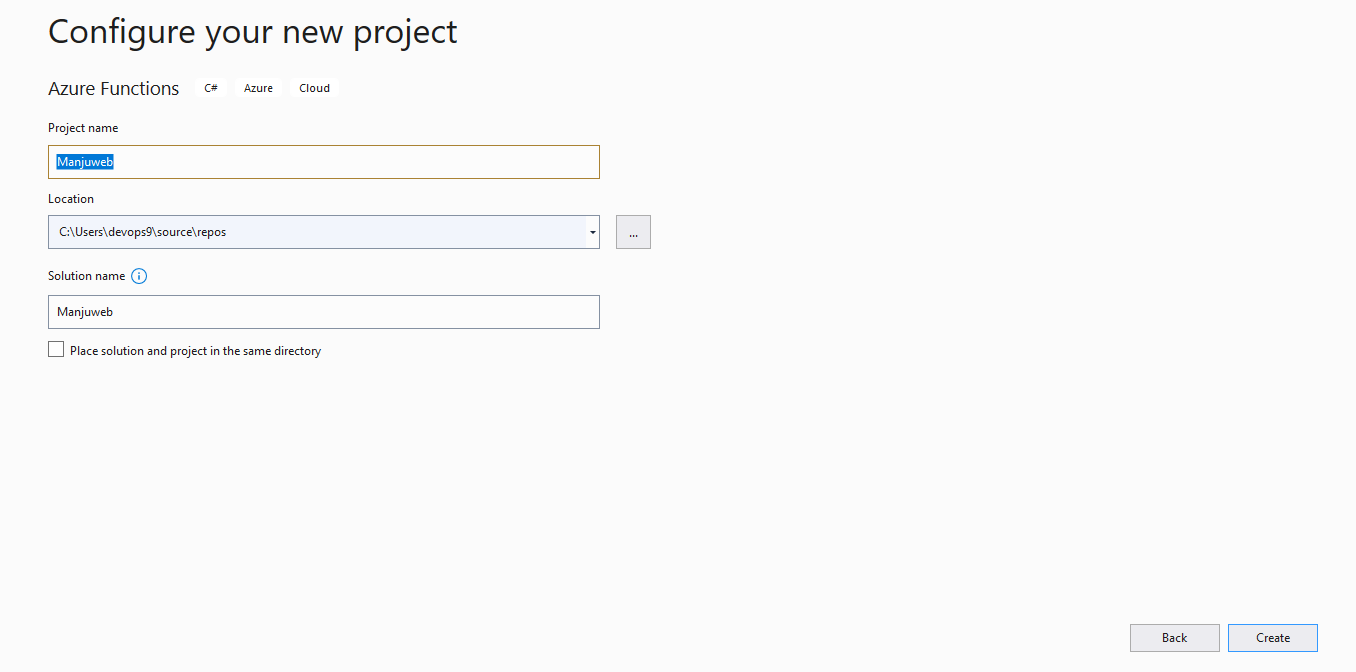 Configure your new project
Azure Functions C# Azure Cloud
Project name
Manjuweb
Location
C:\Users\devops9\source\repos
...
Solution name
Manjuweb
Place solution and project in the same directory
Back Create